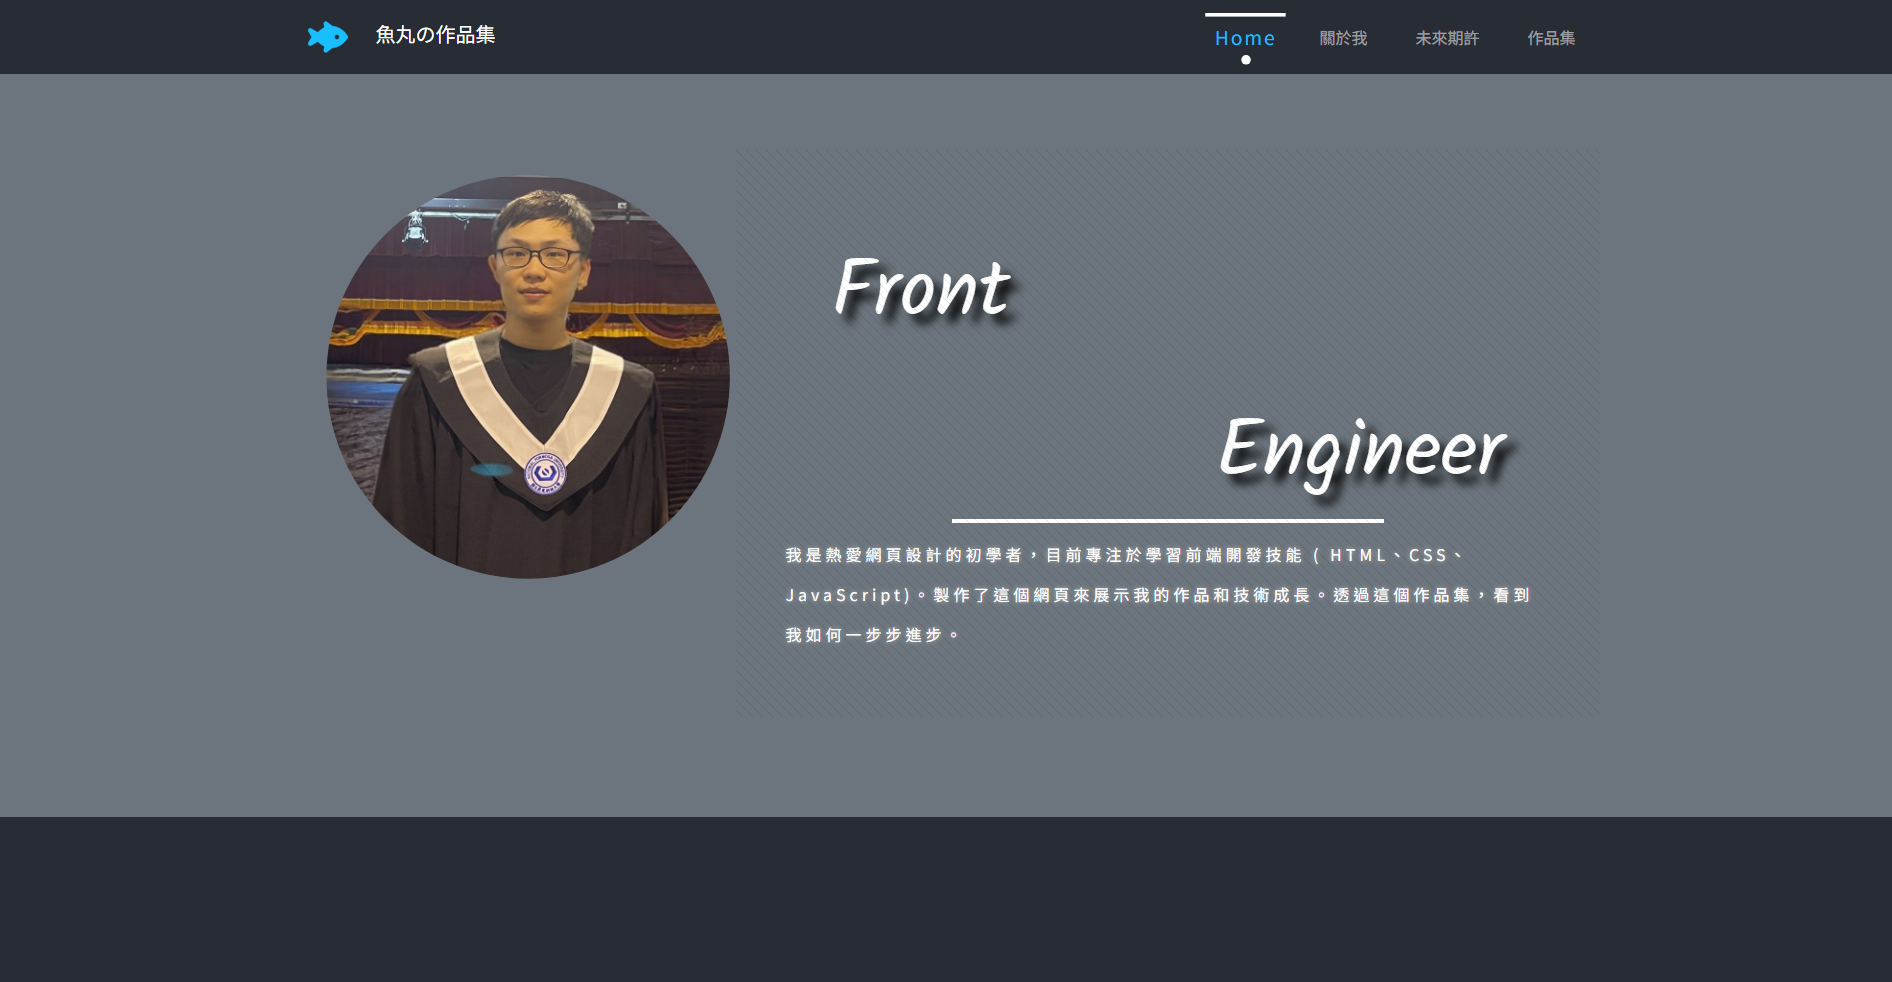 魚丸の作品集
Home
關於我
未來期許
作品集
Front
Engineer
我是熱愛網頁設計的初學者，目前專注於學習前端開發技能 ( HTML、CSS、
JavaScript)。製作了這個網頁來展示我的作品和技術成長。透過這個作品集，看到
我如何一步步進步。